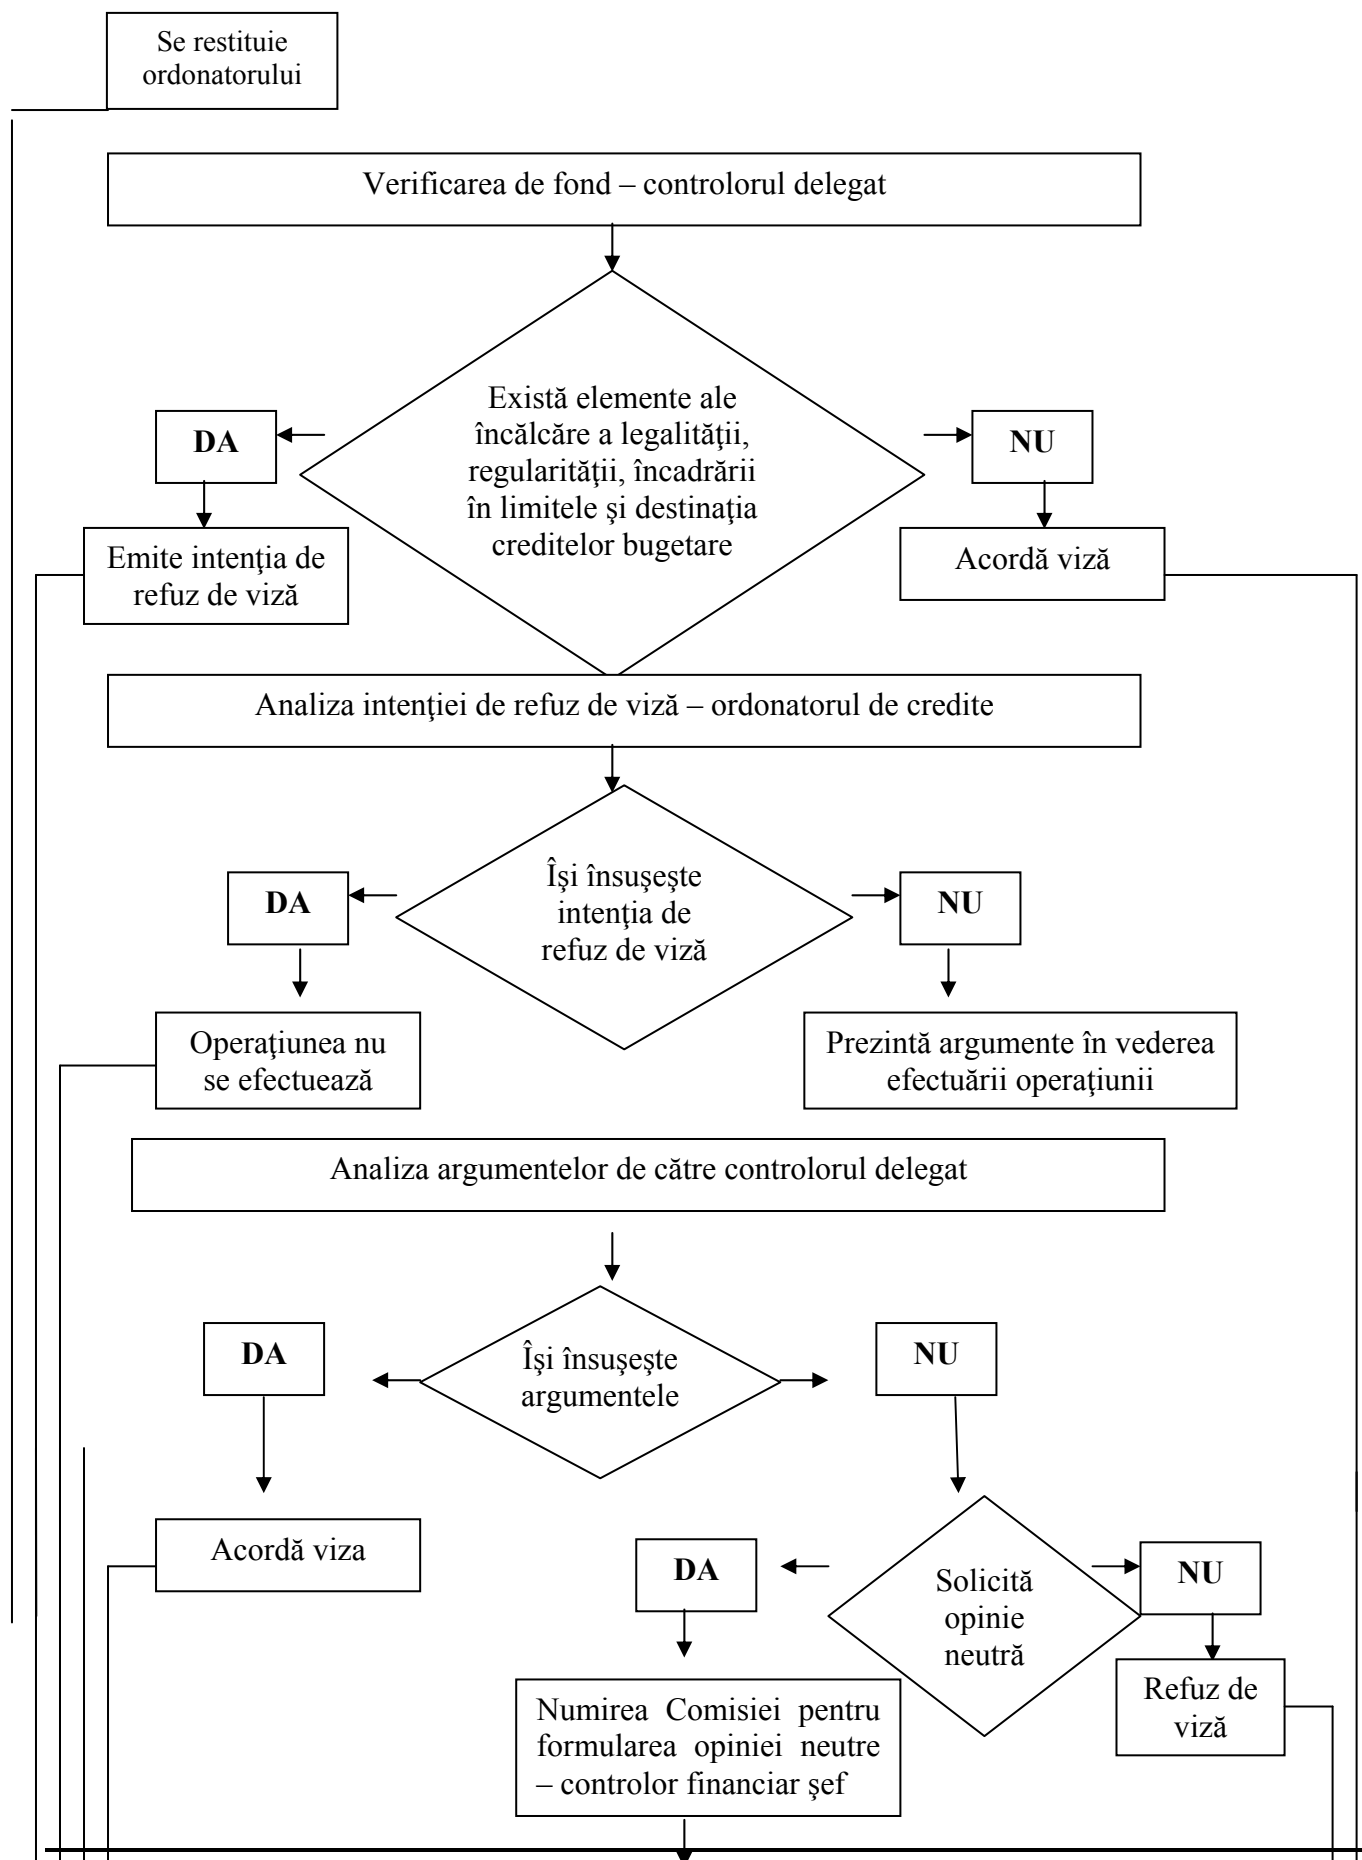 Se restituie
ordonatorului
Verificarea de fond – controlorul delegat
Există elemente ale
încălcăre a legalităţii,
regularităţii, încadrării
în limitele şi destinaţia
creditelor bugetare
DA
NU
Emite intenţia de
refuz de viză
Acordă viză
Analiza intenţiei de refuz de viză – ordonatorul de credite
Îşi însuşeşte
intenţia de
refuz de viză
DA
NU
Operaţiunea nu
se efectuează
Prezintă argumente în vederea
efectuării operaţiunii
Analiza argumentelor de către controlorul delegat
Îşi însuşeşte
argumentele
DA
NU
Acordă viza
Solicită
opinie
neutră
DA
NU
Numirea Comisiei pentru
formularea opiniei neutre
– controlor financiar şef
Refuz de
viză